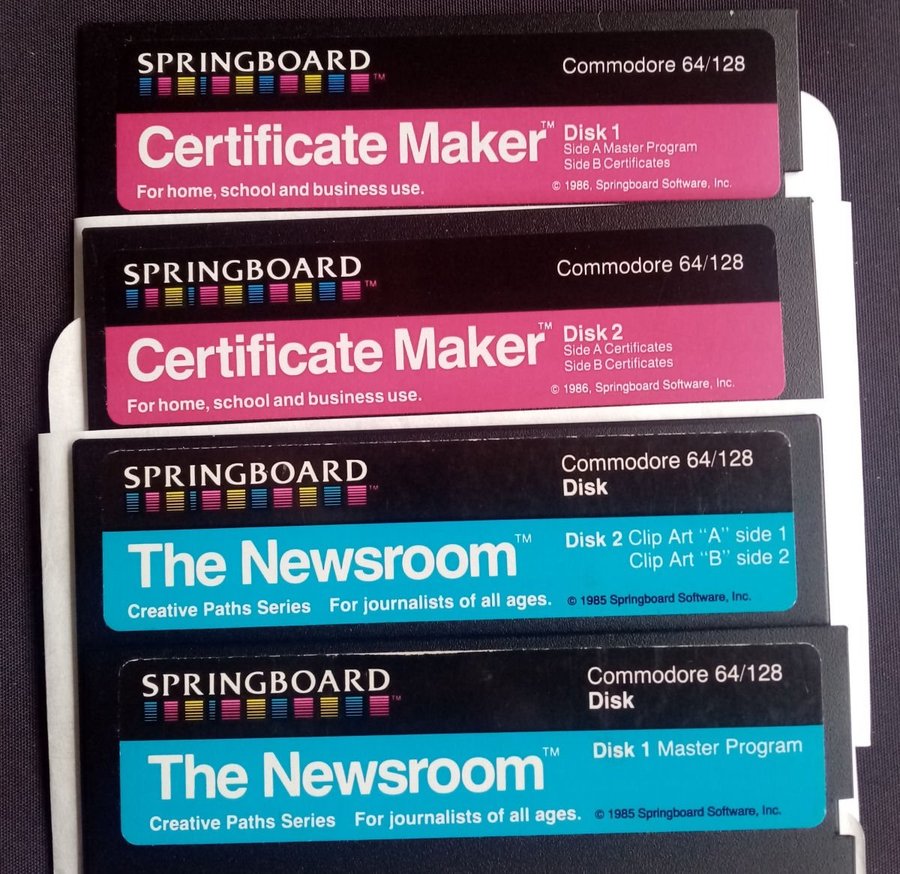 SPRINGBOARD™
Commodore 64/128
Certificate Maker™
Disk 1
Side A Master Program
Side B Certificates
For home, school and business use.
© 1986, Springboard Software, Inc.
SPRINGBOARD™
Commodore 64/128
Certificate Maker™
Disk 2
Side A Certificates
Side B Certificates
For home, school and business use.
© 1986, Springboard Software, Inc.
SPRINGBOARD™
Commodore 64/128
Disk
The Newsroom™
Disk 2 Clip Art "A" side 1
Clip Art "B" side 2
Creative Paths Series For journalists of all ages. © 1985 Springboard Software, Inc.
SPRINGBOARD™
Commodore 64/128
Disk
The Newsroom™
Disk 1 Master Program
Creative Paths Series For journalists of all ages. © 1985 Springboard Software, Inc.